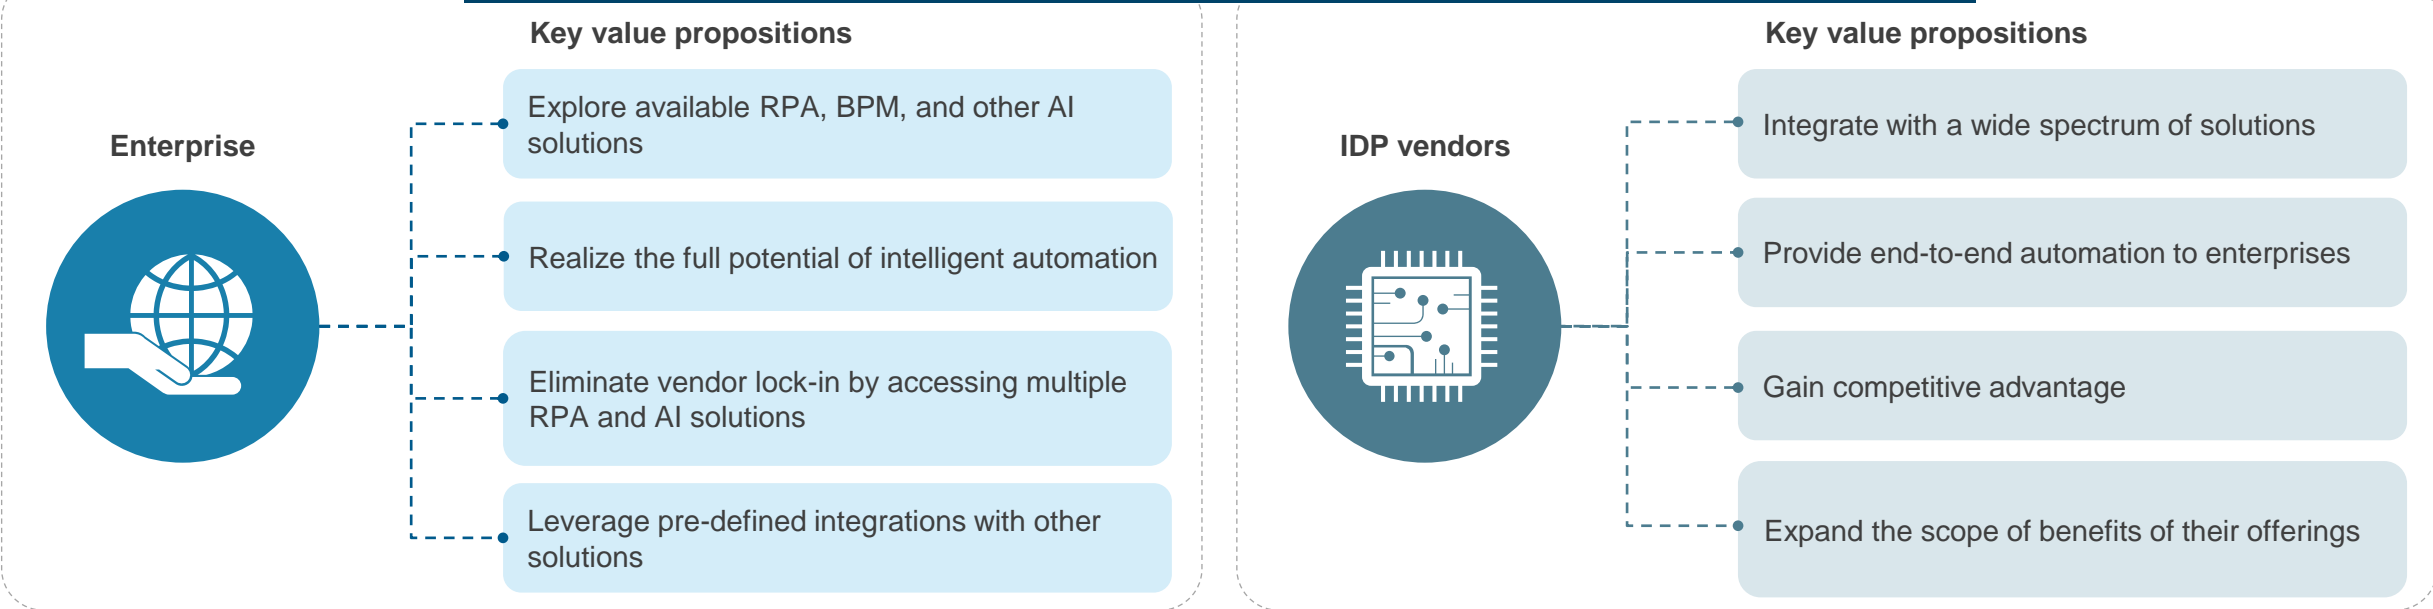 Key value propositions
Enterprise
Explore available RPA, BPM, and other AI
solutions
Realize the full potential of intelligent automation
Eliminate vendor lock-in by accessing multiple
RPA and AI solutions
Leverage pre-defined integrations with other
solutions
Key value propositions
IDP vendors
Integrate with a wide spectrum of solutions
Provide end-to-end automation to enterprises
Gain competitive advantage
Expand the scope of benefits of their offerings